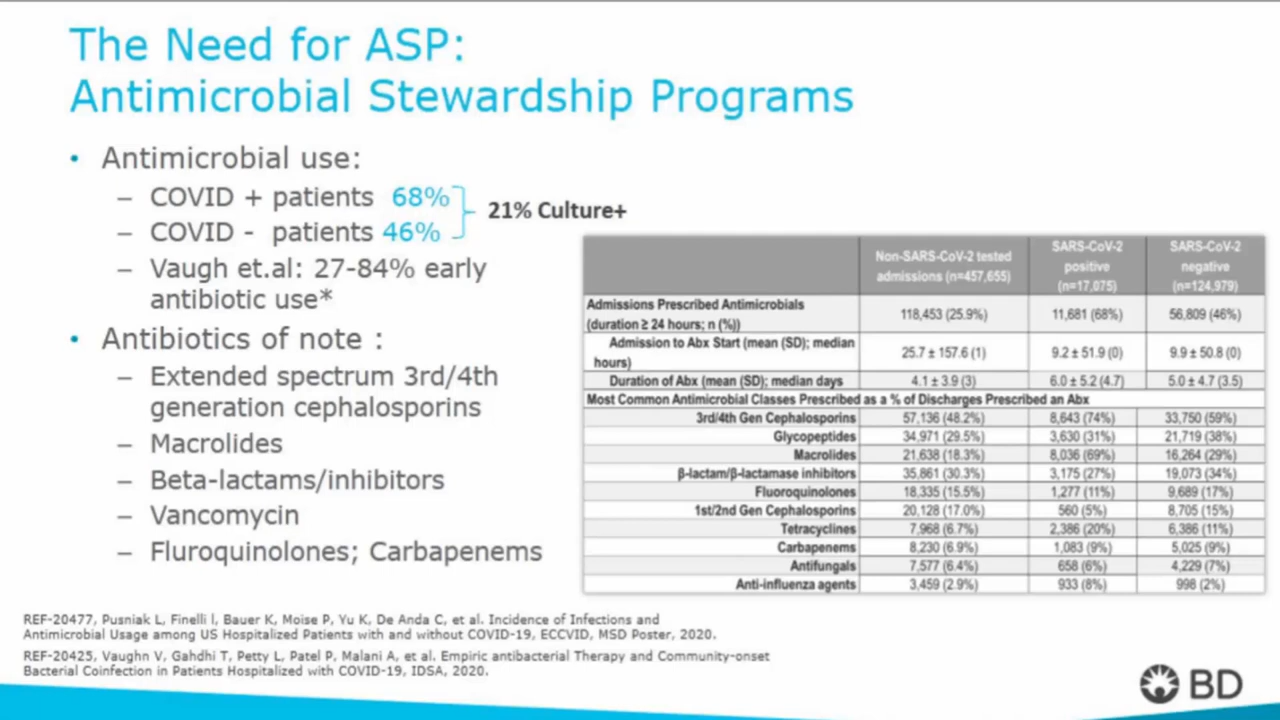 The Need for ASP:
Antimicrobial Stewardship Programs
• Antimicrobial use:
– COVID + patients 68%
– COVID - patients 46%
21% Culture+
– Vaugh et.al: 27-84% early
antibiotic use*
• Antibiotics of note :
– Extended spectrum 3rd/4th
generation cephalosporins
– Macrolides
– Beta-lactams/inhibitors
– Vancomycin
– Fluroquinolones; Carbapenems
Non-SARS-CoV-2 tested
admissions (n=457,655)
SARS-CoV-2
positive
(n=17,075)
SARS-CoV-2
negative
(n=124,979)
Admissions Prescribed Antimicrobials
(duration ≥ 24 hours; n (%)) 118,453 (25.9%) 11,681 (68%) 56,809 (46%)
Admission to Abx Start (mean (SD); median
hours) 25.7 ± 157.6 (1) 9.2 ± 51.9 (0) 9.9 ± 50.8 (0)
Duration of Abx (mean (SD); median days 4.1 ± 3.9 (3) 6.0 ± 5.2 (4.7) 5.0 ± 4.7 (3.5)
Most Common Antimicrobial Classes Prescribed as a % of Discharges Prescribed an Abx
3rd/4th Gen Cephalosporins 57,136 (48.2%) 8,643 (74%) 33,750 (59%)
Glycopeptides 34,971 (29.5%) 3,630 (31%) 21,719 (38%)
Macrolides 21,638 (18.3%) 8,036 (69%) 16,264 (29%)
β-lactam/β-lactamase inhibitors 35,861 (30.3%) 3,175 (27%) 19,073 (34%)
Fluoroquinolones 18,335 (15.5%) 1,277 (11%) 9,689 (17%)
1st/2nd Gen Cephalosporins 20,128 (17.0%) 560 (5%) 8,705 (15%)
Tetracyclines 7,968 (6.7%) 2,386 (20%) 6,386 (11%)
Carbapenems 8,230 (6.9%) 1,083 (9%) 5,025 (9%)
Antifungals 7,577 (6.4%) 658 (6%) 4,229 (7%)
Anti-influenza agents 3,459 (2.9%) 933 (8%) 998 (2%)
REF-20477, Pusniak L, Finelli l, Bauer K, Moise P, Yu K, De Anda C, et al. Incidence of Infections and
Antimicrobial Usage among US Hospitalized Patients with and without COVID-19, ECCVID, MSD Poster, 2020.
REF-20425, Vaughn V, Gahdhi T, Petty L, Patel P, Malani A, et al. Empiric antibacterial Therapy and Community-onset
Bacterial Coinfection in Patients Hospitalized with COVID-19, IDSA, 2020.
BD